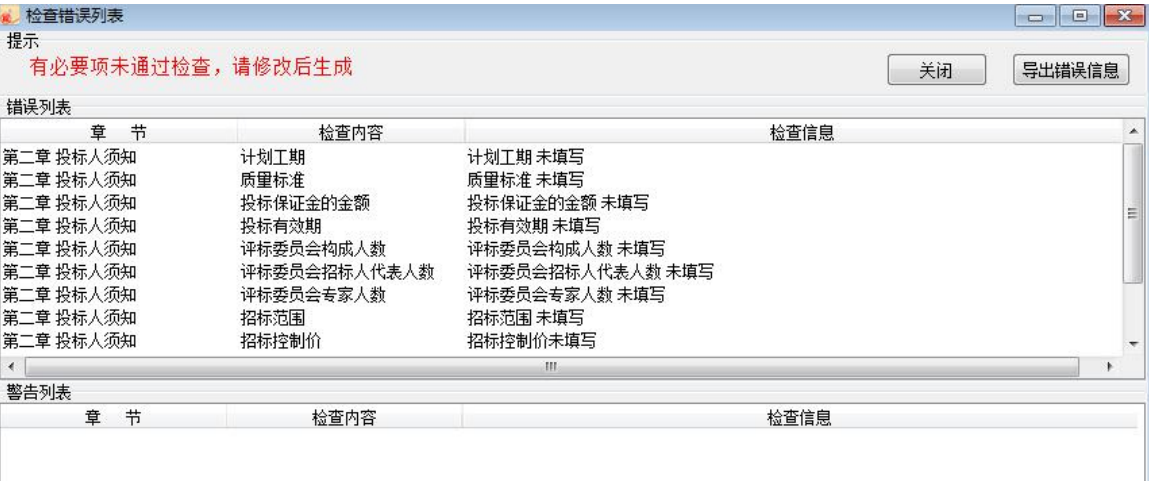 检查错误列表
提示
有必要项未通过检查，请修改后生成
关闭 导出错误信息
错误列表
章 节 检查内容 检查信息
第二章 投标人须知 计划工期 计划工期 未填写
第二章 投标人须知 质量标准 质量标准 未填写
第二章 投标人须知 投标保证金的金额 投标保证金的金额 未填写
第二章 投标人须知 投标有效期 投标有效期 未填写
第二章 投标人须知 评标委员会构成人数 评标委员会构成人数 未填写
第二章 投标人须知 评标委员会招标人代表人数 评标委员会招标人代表人数 未填写
第二章 投标人须知 评标委员会专家人数 评标委员会专家人数 未填写
第二章 投标人须知 招标范围 招标范围 未填写
第二章 投标人须知 招标控制价 招标控制价未填写
警告列表
章 节 检查内容 检查信息